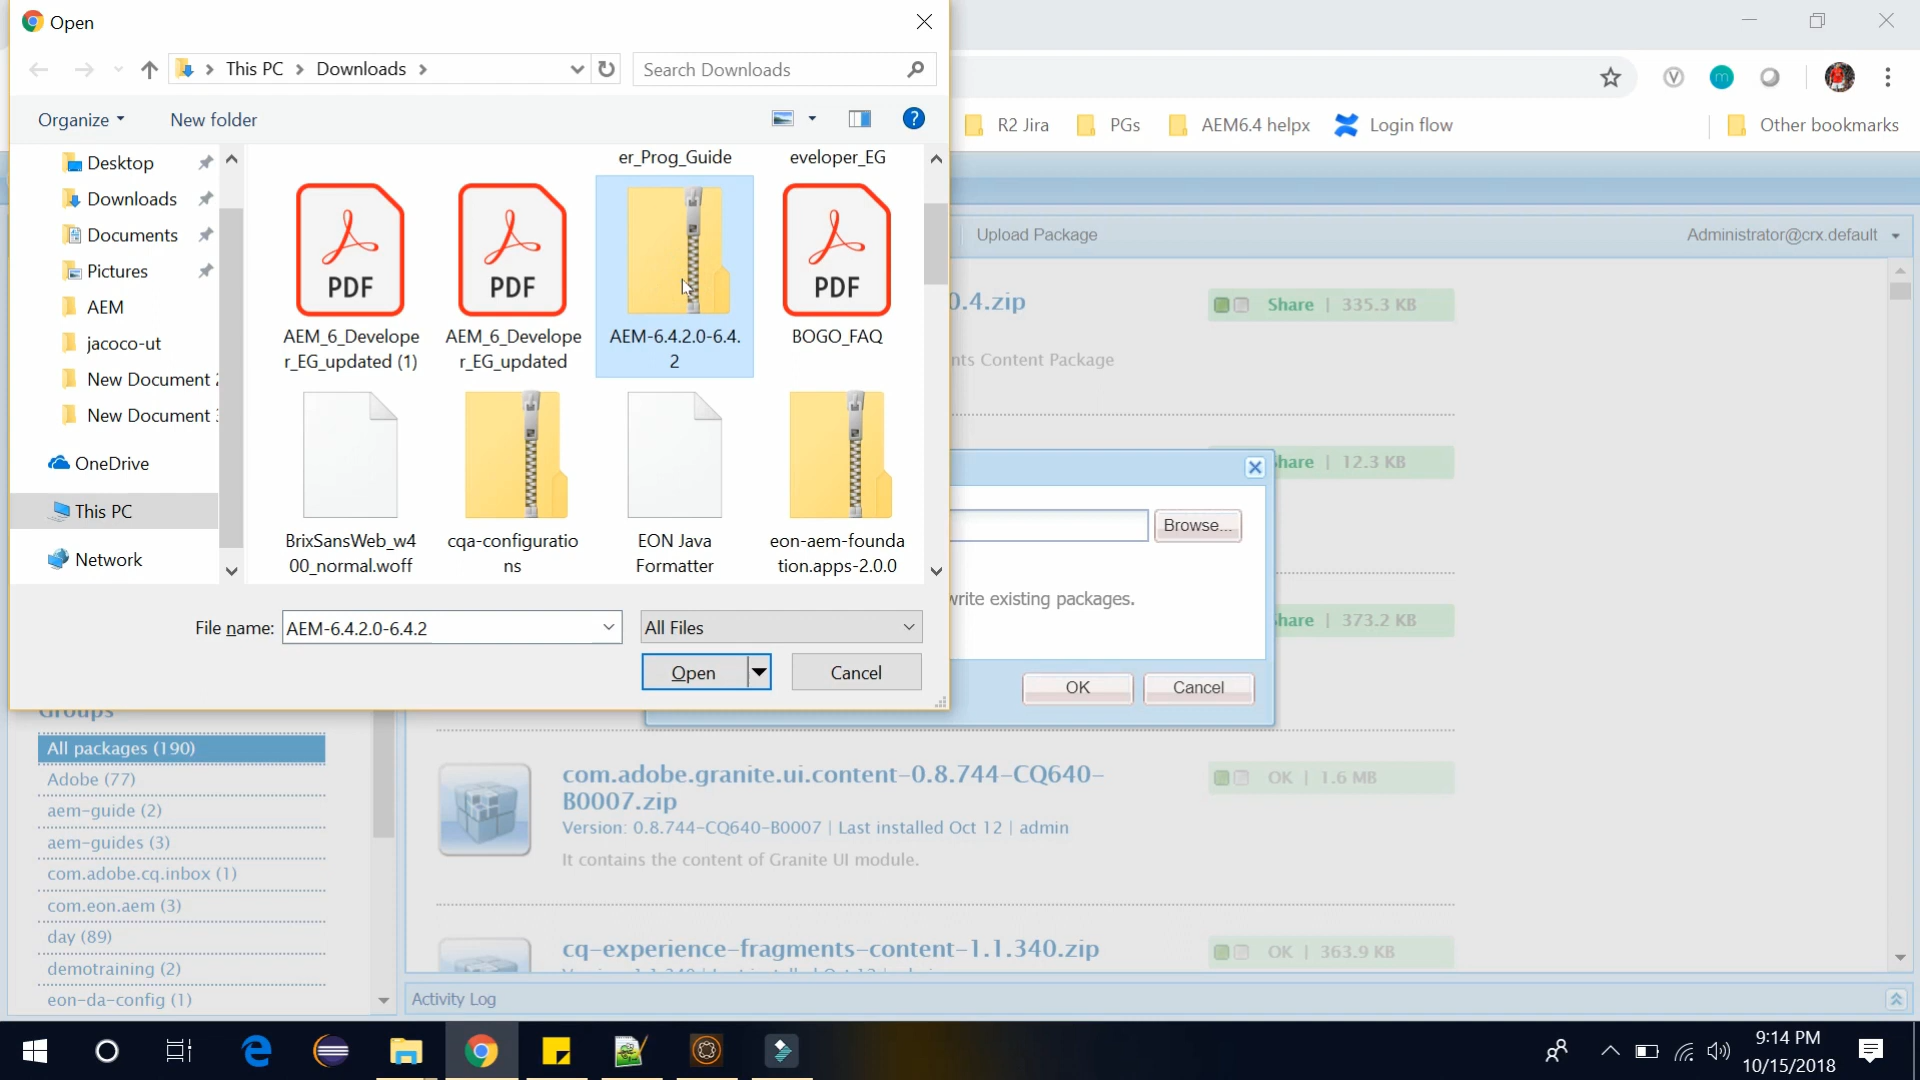 Open
This PC
Downloads
Search Downloads
Organize
New folder
R2 Jira
PGs
AEM6.4 helpx
Login flow
Other bookmarks
Desktop
Downloads
Documents
Pictures
AEM
jacoco-ut
New Document
New Document
OneDrive
This PC
Network
er_Prog_Guide
eveloper_EG
PDF
PDF
PDF
AEM_6_Develope
r_EG_updated (1)
AEM_6_Develope
r_EG_updated
AEM-6.4.2.0-6.4.
2
BOGO_FAQ
BrixSansWeb_w4
00_normal.woff
cqa-configuratio
ns
EON Java
Formatter
eon-aem-founda
tion.apps-2.0.0
File name:
AEM-6.4.2.0-6.4.2
All Files
Open
Cancel
Upload Package
Administrator@crx.default
0.4.zip
Share | 335.3 KB
nts Content Package
hare | 12.3 KB
Browse...
write existing packages.
hare | 373.2 KB
OK
Cancel
Groups
All packages (190)
Adobe (77)
aem-guide (2)
aem-guides (3)
com.adobe.cq.inbox (1)
com.eon.aem (3)
day (89)
demotraining (2)
eon-da-config (1)
com.adobe.granite.ui.content-0.8.744-CQ640-
B0007.zip
Version: 0.8.744-CQ640-B0007 | Last installed Oct 12 | admin
It contains the content of Granite UI module.
OK | 1.6 MB
cq-experience-fragments-content-1.1.340.zip
OK | 363.9 KB
Activity Log
9:14 PM
10/15/2018